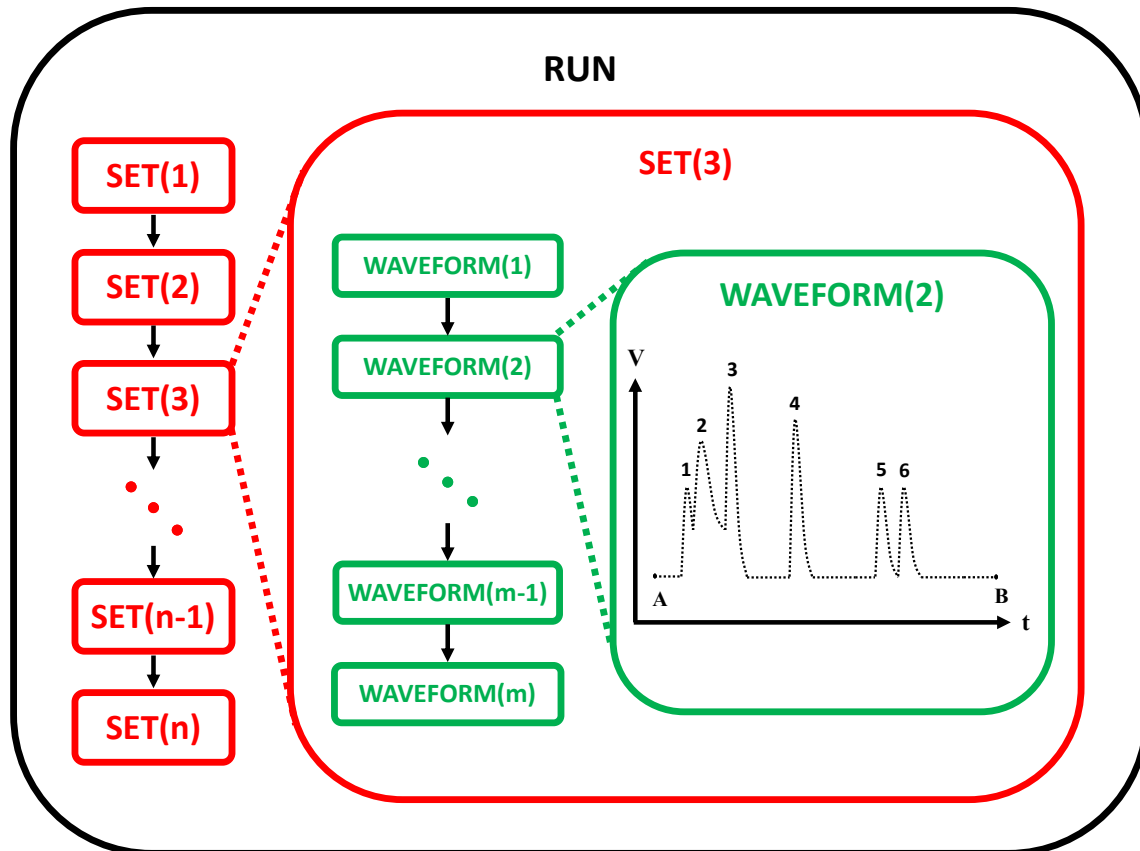 RUN
SET(1)
SET(2)
SET(3)
SET(n-1)
SET(n)
SET(3)
WAVEFORM(1)
WAVEFORM(2)
WAVEFORM(m-1)
WAVEFORM(m)
WAVEFORM(2)
V
3
4
2
1
5 6
A
B
t